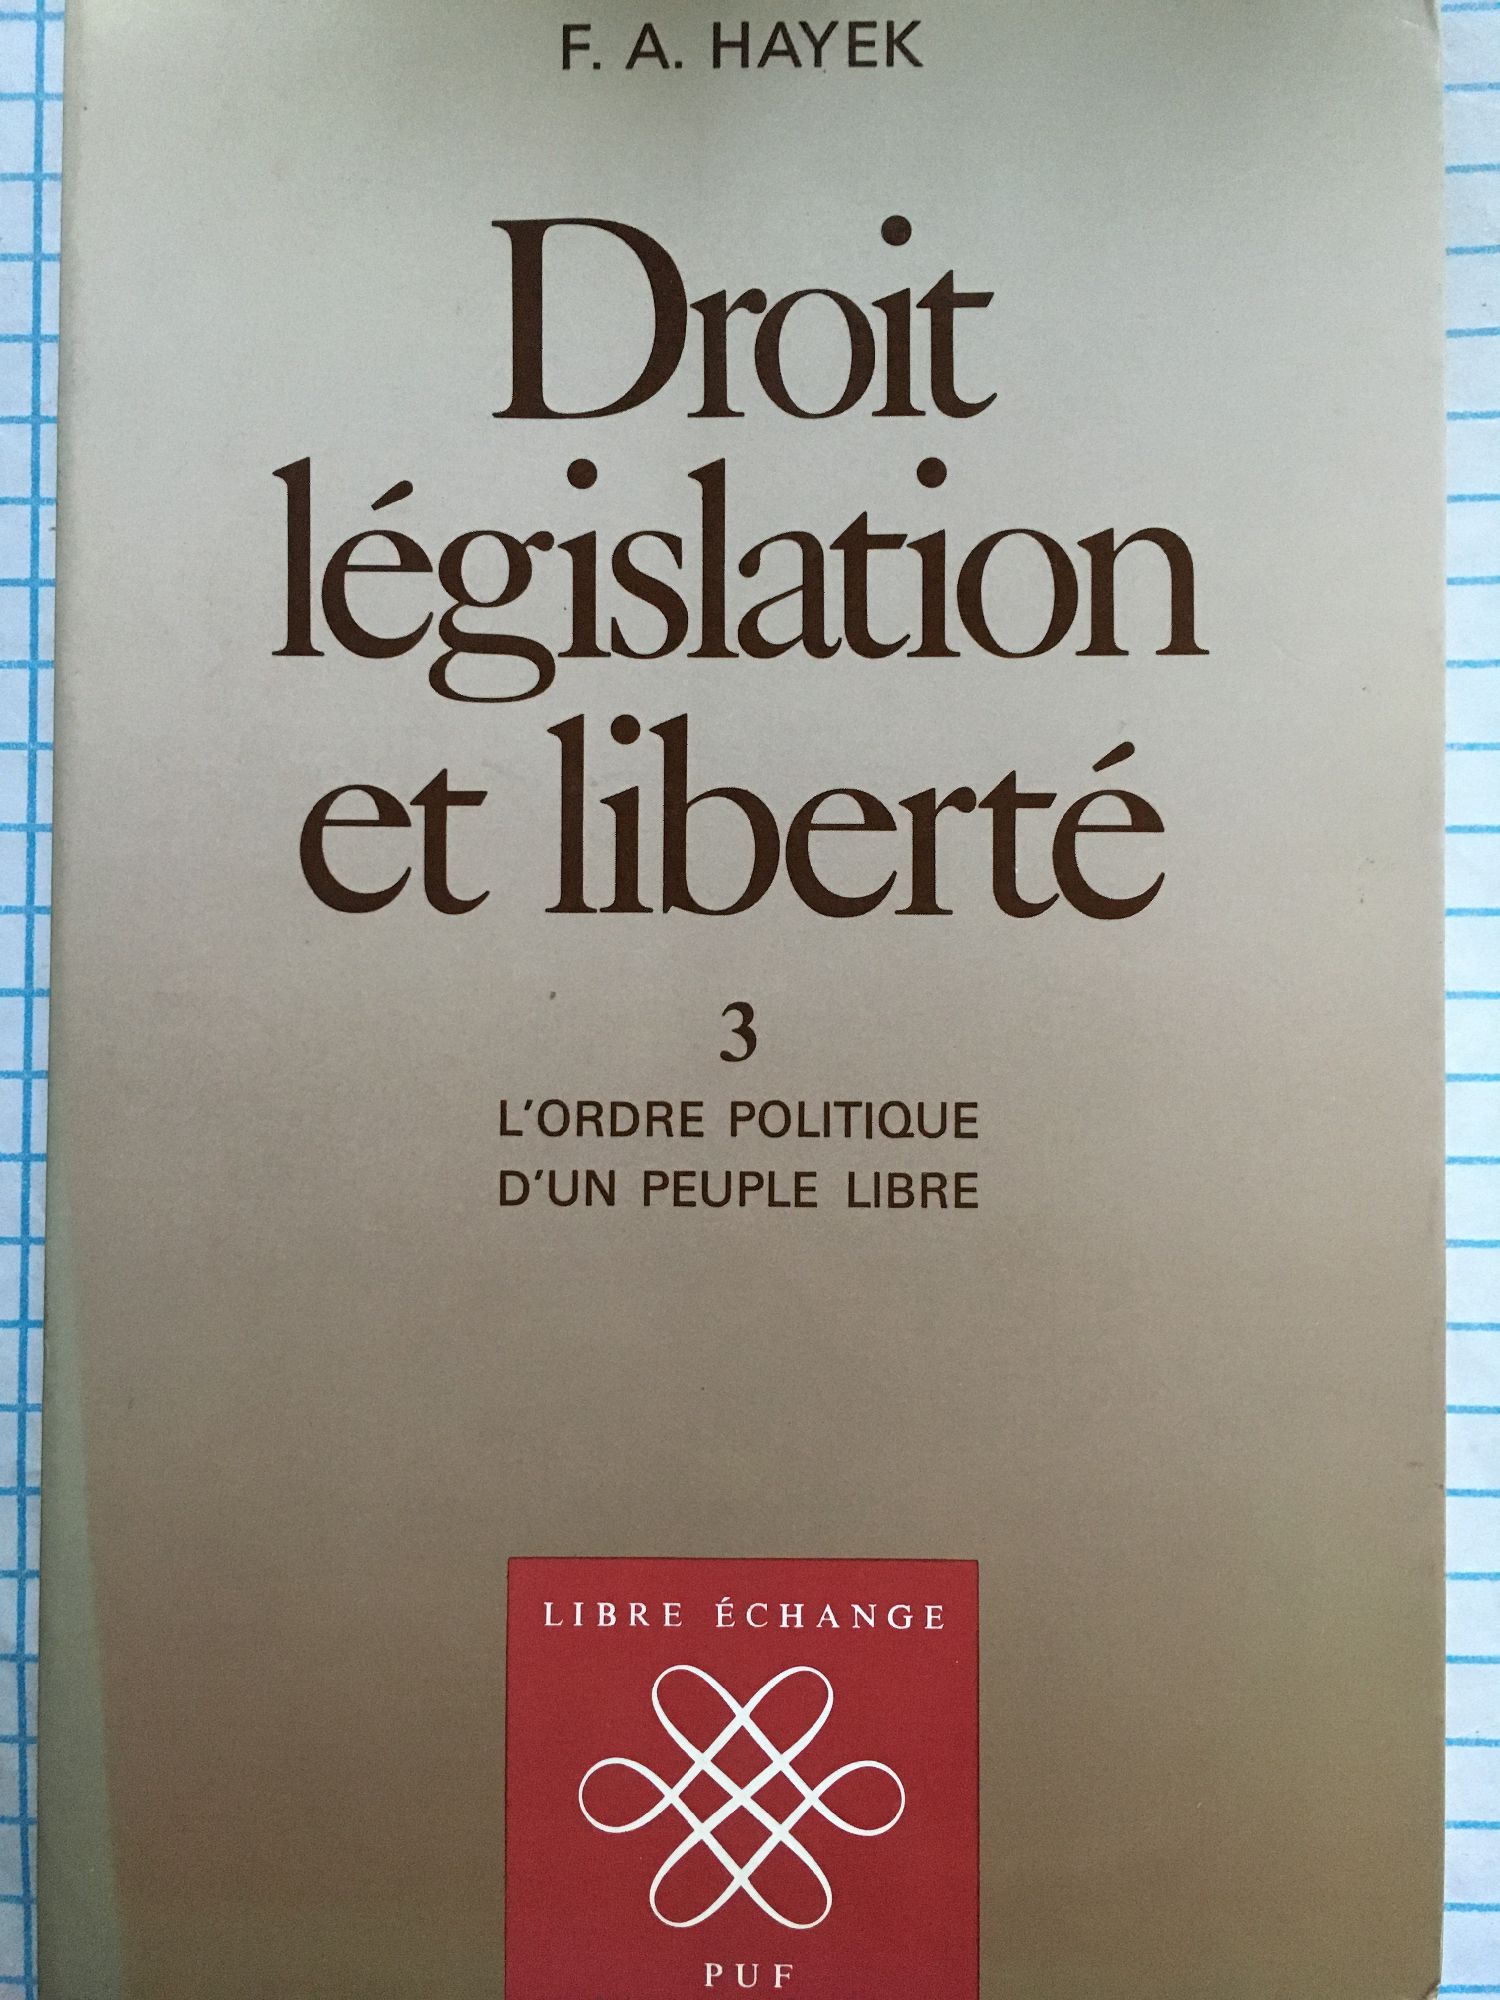 F. A. HAYEK
Droit
législation
et liberté
3
L'ORDRE POLITIQUE
D'UN PEUPLE LIBRE
LIBRE ÉCHANGE
PUF